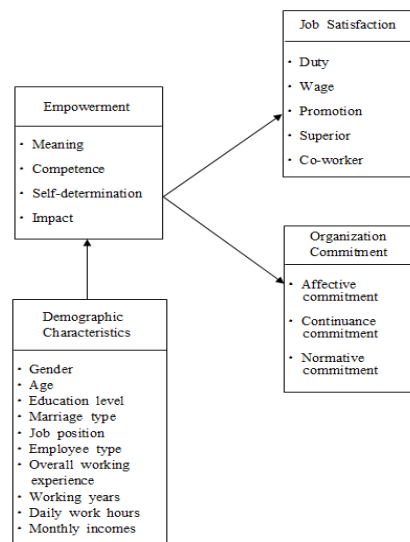 Job Satisfaction
・ Duty
・ Wage
・ Promotion
・ Superior
・ Co-worker
Empowerment
・ Meaning
・ Competence
・ Self-determination
・ Impact
Organization
Commitment
・ Affective
commitment
・ Continuance
commitment
・ Normative
commitment
Demographic
Characteristics
・ Gender
・ Age
・ Education level
・ Marriage type
・ Job position
・ Employee type
・ Overall working
experience
・ Working years
・ Daily work hours
・ Monthly incomes